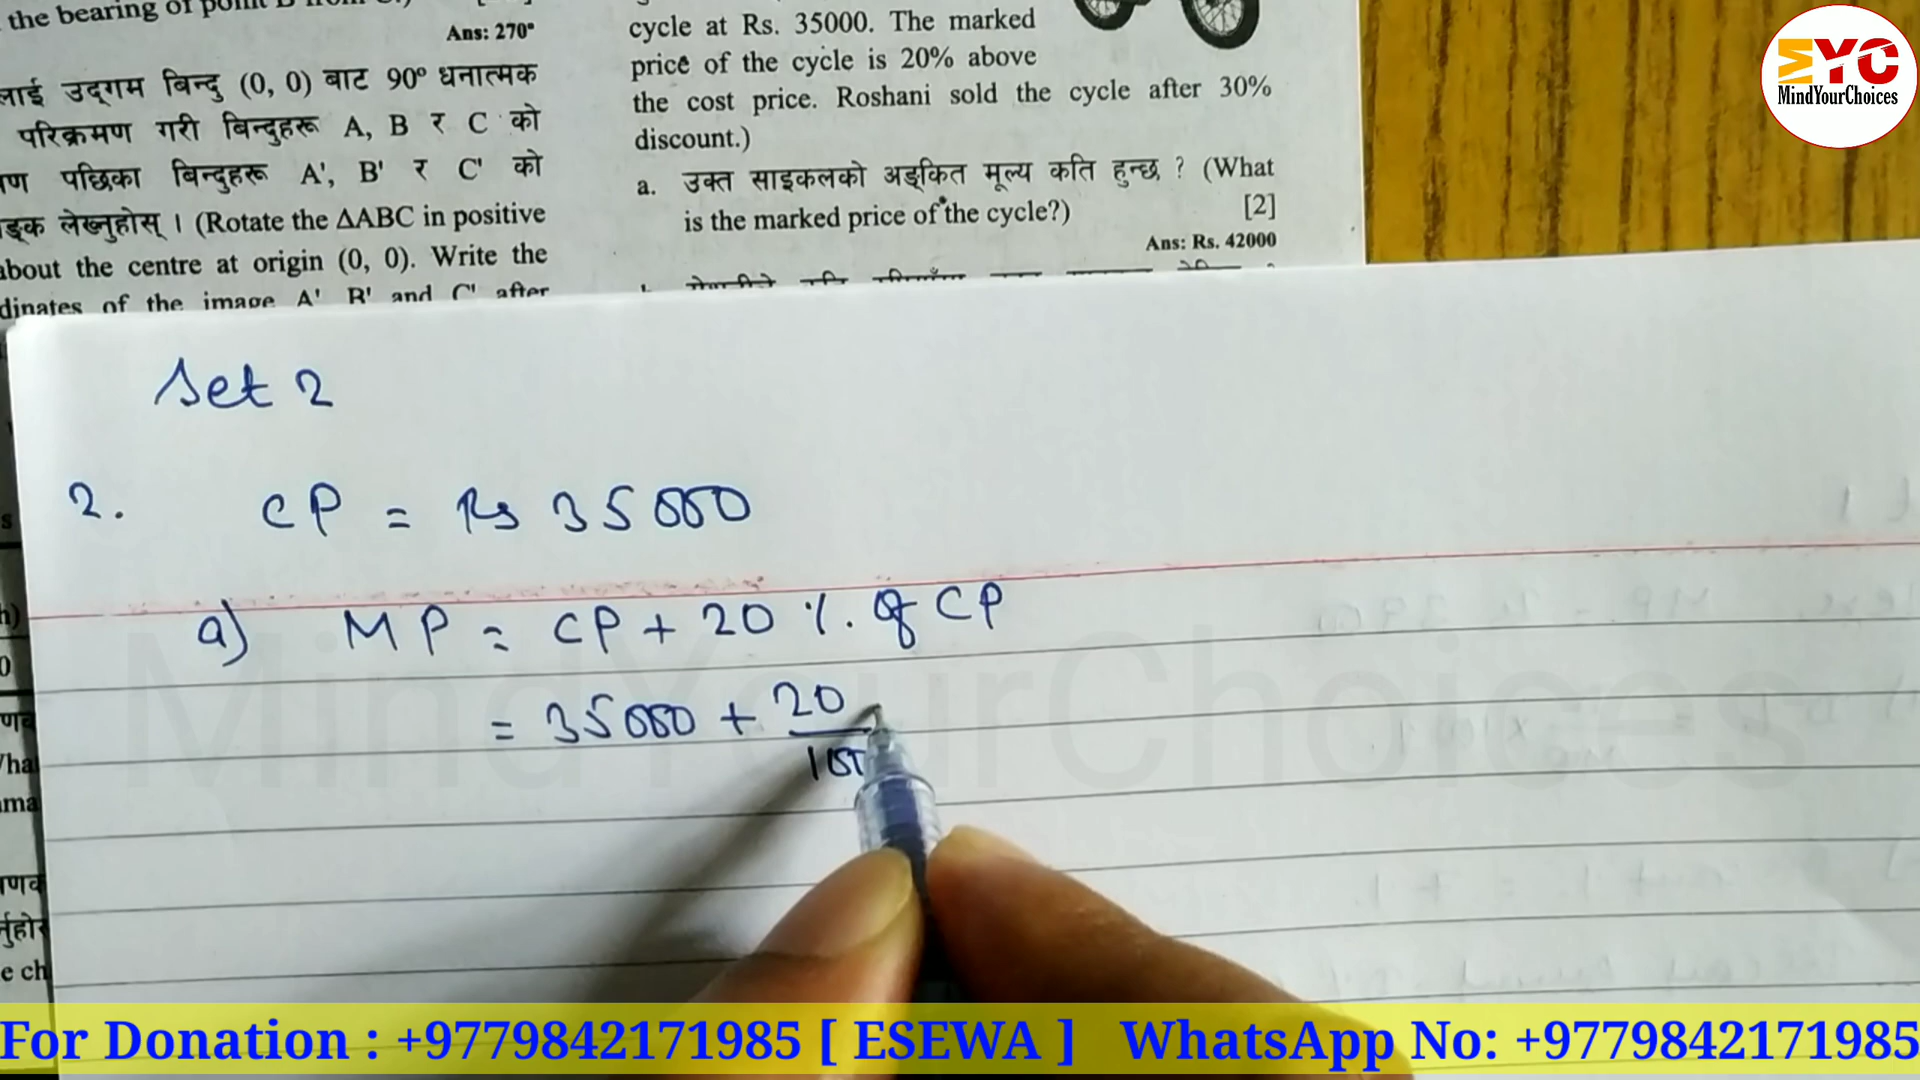 the bearing of point B from C.)
Ans: 270°
लाई उद्‌गम बिन्दु (0, 0) बाट 90° धनात्मक
परिक्रमण गरी बिन्दुहरू A, B र C को
पछिका बिन्दुहरू A', B' र C' को
लेख्नुहोस् । (Rotate the ΔABC in positive
about the centre at origin (0, 0). Write the
of the image A' B' and C' after
cycle at Rs. 35000. The marked
price of the cycle is 20% above
the cost price. Roshani sold the cycle after 30%
discount.)
a. उक्त साइकलको अङ्कित मूल्य कति हुन्छ ? (What
is the marked price of the cycle?) [2]
Ans: Rs. 42000
MYC
MindYourChoices
Set 2
2. CP = Rs 35000
a) MP = CP + 20 %. of CP
= 35000 + 20
100
MindYourChoices
For Donation : +9779842171985 [ ESEWA ] WhatsApp No: +9779842171985